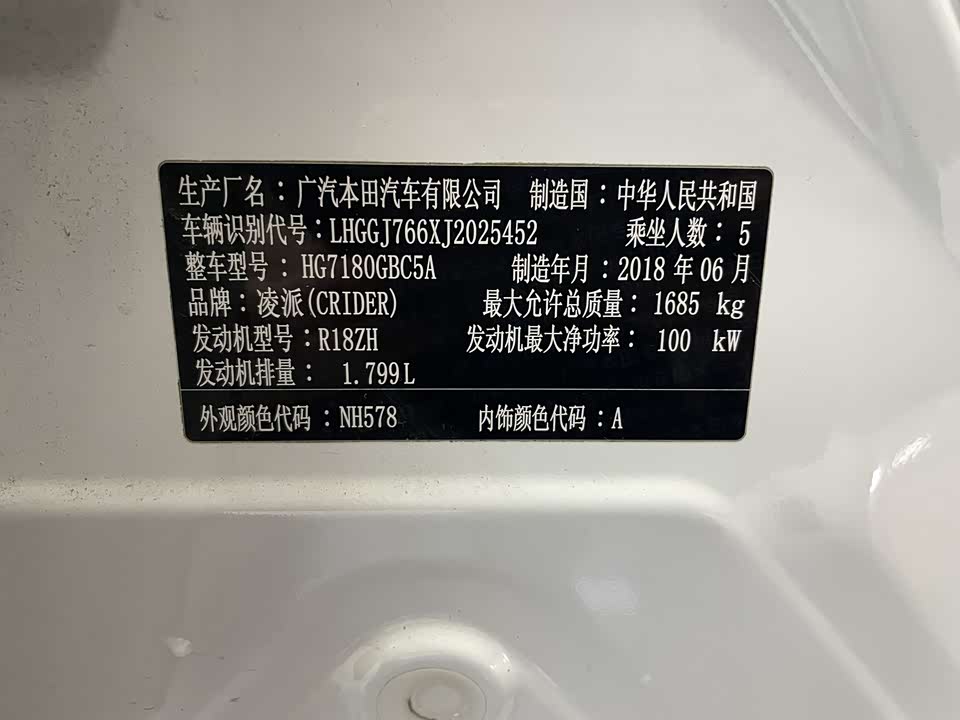 生产厂名：广汽本田汽车有限公司 制造国：中华人民共和国
车辆识别代号：LHGGJ766XJ2025452 乘坐人数：5
整车型号：HG7180GBC5A 制造年月：2018 年 06 月
品牌：凌派(CRIDER) 最大允许总质量：1685 kg
发动机型号：R18ZH 发动机最大净功率：100 kW
发动机排量：1.799L
外观颜色代码：NH578 内饰颜色代码：A